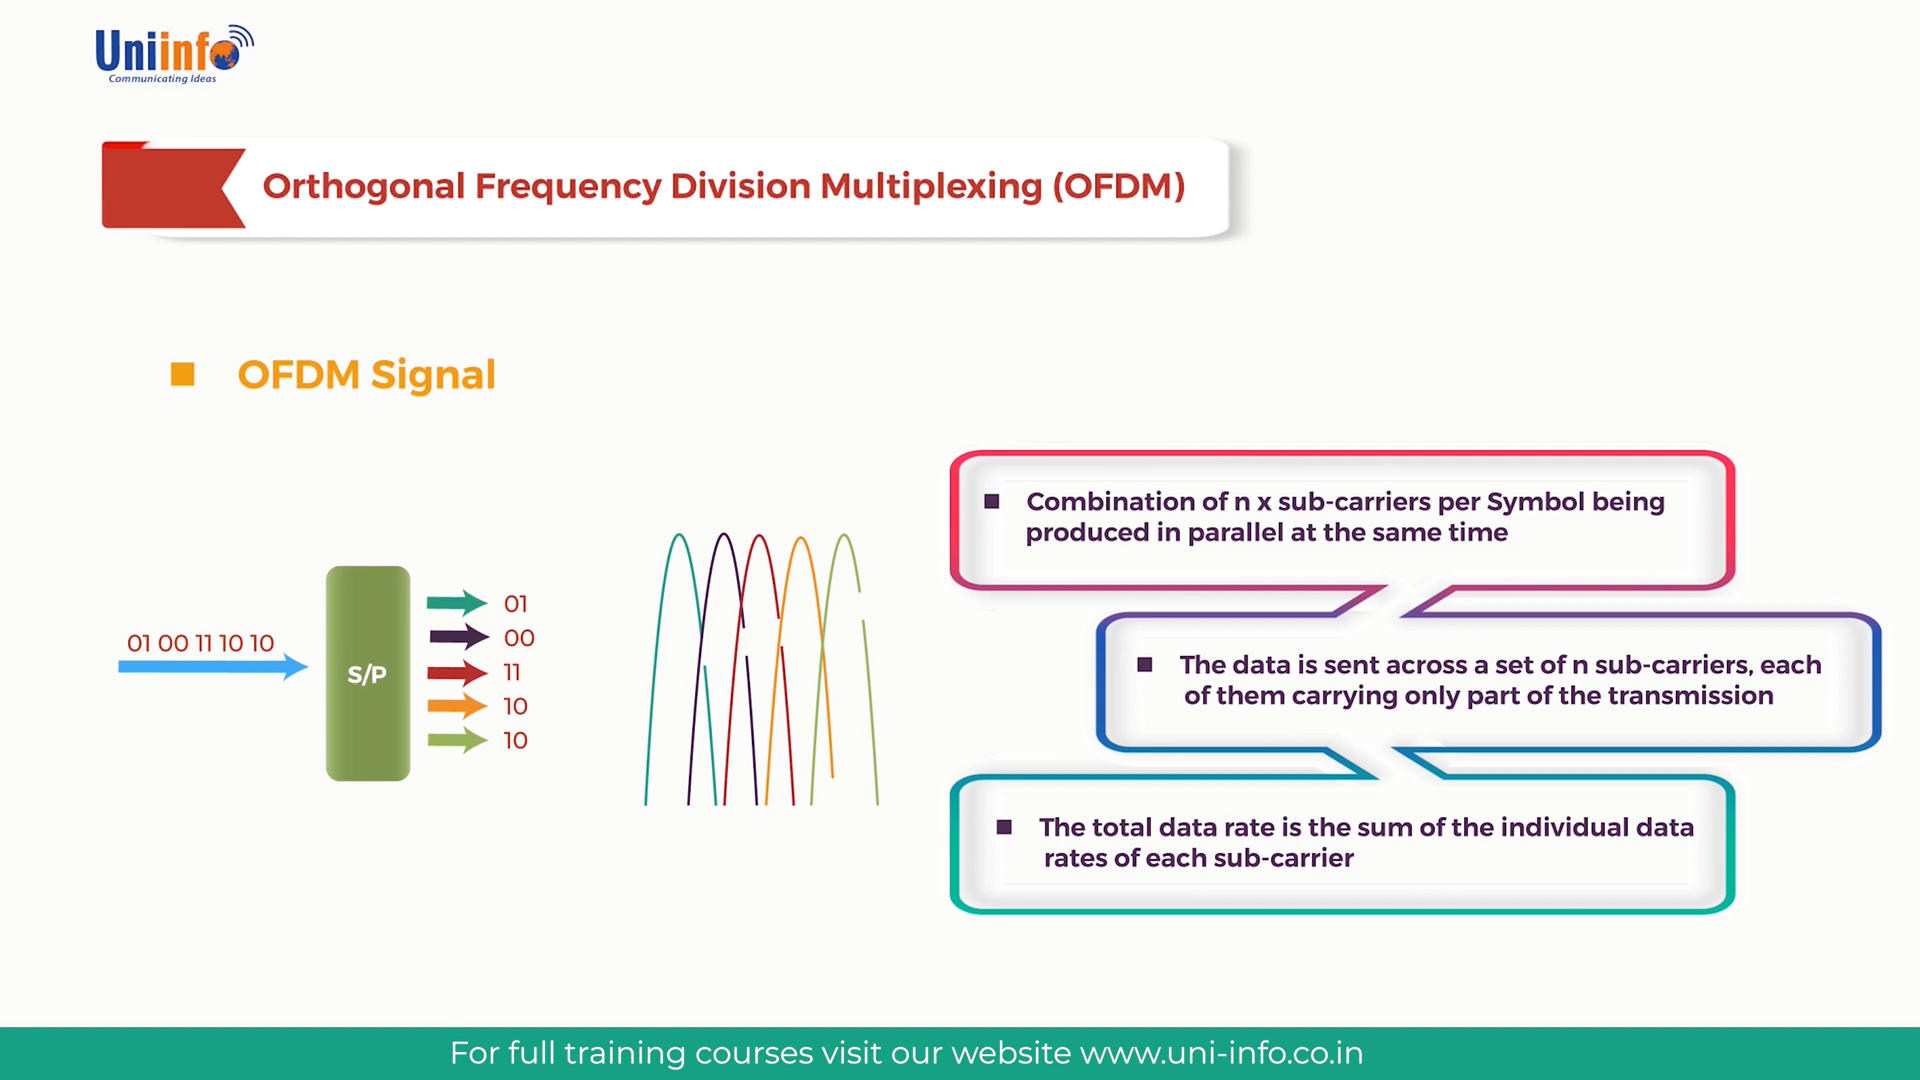 Uniinfo
Communicating Ideas
Orthogonal Frequency Division Multiplexing (OFDM)
■ OFDM Signal
01 00 11 10 10
S/P
01
00
11
10
10
■ Combination of n x sub-carriers per Symbol being
produced in parallel at the same time
■ The data is sent across a set of n sub-carriers, each
of them carrying only part of the transmission
■ The total data rate is the sum of the individual data
rates of each sub-carrier
For full training courses visit our website www.uni-info.co.in